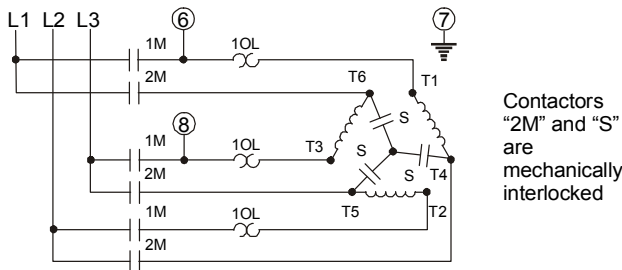 L1 L2 L3
6
7
1M
1OL
2M
T6
T1
S
8
1M
1OL
T3
S
T4
2M
S
T5
T2
1M
1OL
2M
Contactors
“2M” and “S”
are
mechanically
interlocked